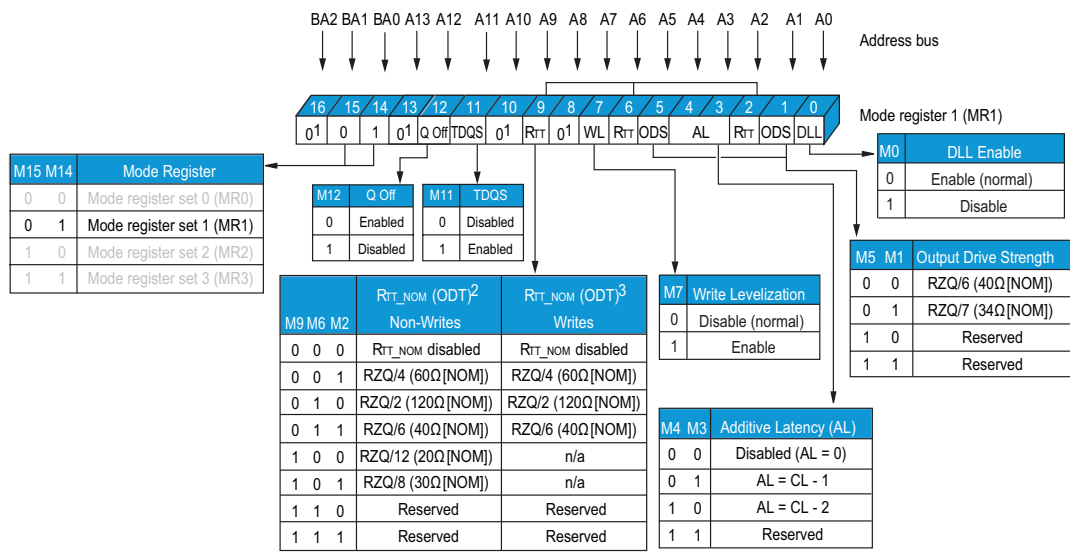 BA2 BA1 BA0 A13 A12 A11 A10 A9 A8 A7 A6 A5 A4 A3 A2 A1 A0
Address bus
16 15 14 13 12 11 10 9 8 7 6 5 4 3 2 1 0
0¹ 0 1 0¹ Q Off TDQS 0¹ RTT 0¹ WL RTT ODS AL RTT ODS DLL
Mode register 1 (MR1)
M15 M14 Mode Register
0 0 Mode register set 0 (MR0)
0 1 Mode register set 1 (MR1)
1 0 Mode register set 2 (MR2)
1 1 Mode register set 3 (MR3)
M12 Q Off
0 Enabled
1 Disabled
M11 TDQS
0 Disabled
1 Enabled
M0 DLL Enable
0 Enable (normal)
1 Disable
M5 M1 Output Drive Strength
0 0 RZQ/6 (40Ω[NOM])
0 1 RZQ/7 (34Ω[NOM])
1 0 Reserved
1 1 Reserved
RTT_NOM (ODT)² RTT_NOM (ODT)³
M9 M6 M2 Non-Writes Writes
0 0 0 RTT_NOM disabled RTT_NOM disabled
0 0 1 RZQ/4 (60Ω[NOM]) RZQ/4 (60Ω[NOM])
0 1 0 RZQ/2 (120Ω[NOM]) RZQ/2 (120Ω[NOM])
0 1 1 RZQ/6 (40Ω[NOM]) RZQ/6 (40Ω[NOM])
1 0 0 RZQ/12 (20Ω[NOM]) n/a
1 0 1 RZQ/8 (30Ω[NOM]) n/a
1 1 0 Reserved Reserved
1 1 1 Reserved Reserved
M7 Write Levelization
0 Disable (normal)
1 Enable
M4 M3 Additive Latency (AL)
0 0 Disabled (AL = 0)
0 1 AL = CL - 1
1 0 AL = CL - 2
1 1 Reserved